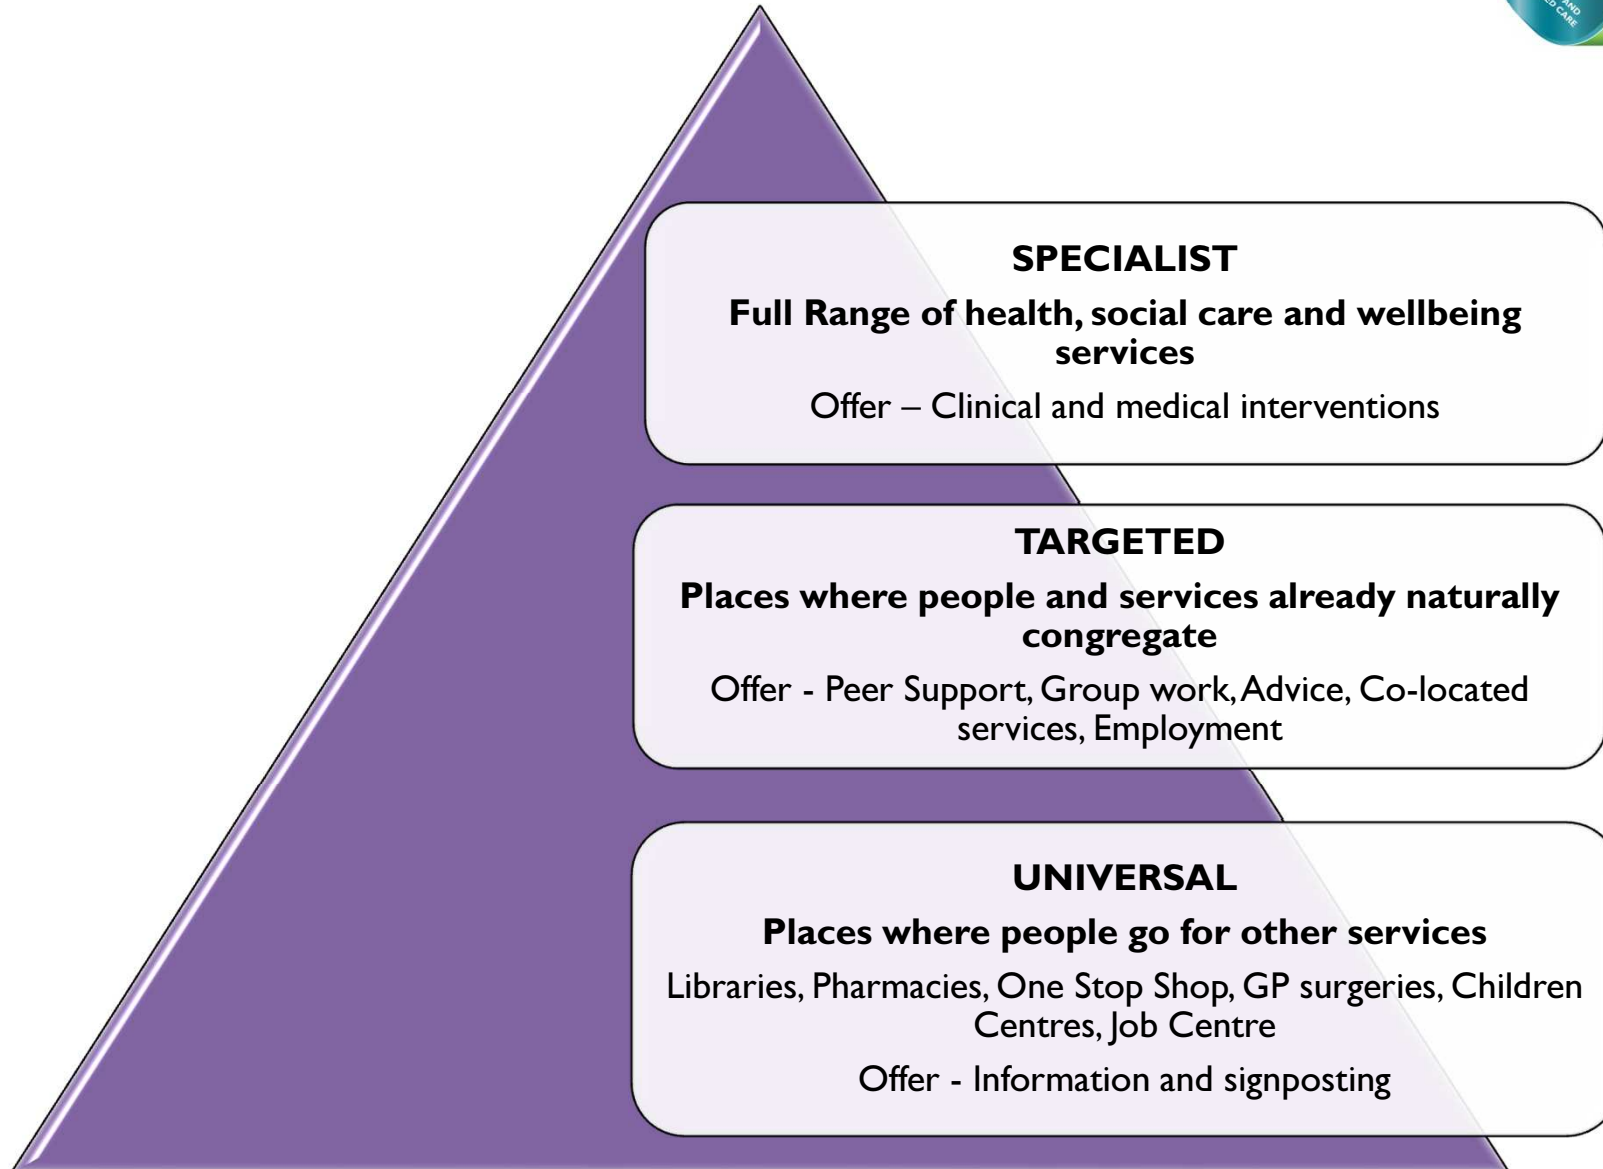 AND
CARE
SPECIALIST
Full Range of health, social care and wellbeing
services
Offer – Clinical and medical interventions
TARGETED
Places where people and services already naturally
congregate
Offer - Peer Support, Group work, Advice, Co-located
services, Employment
UNIVERSAL
Places where people go for other services
Libraries, Pharmacies, One Stop Shop, GP surgeries, Children
Centres, Job Centre
Offer - Information and signposting